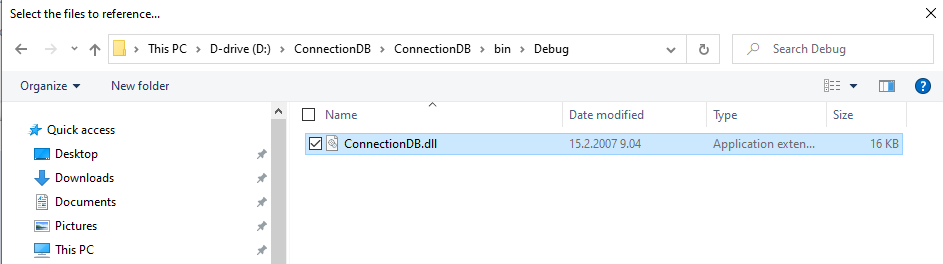 Select the files to reference...
This PC > D-drive (D:) > ConnectionDB > ConnectionDB > bin > Debug
Search Debug
Organize
New folder
?
Name Date modified Type Size
ConnectionDB.dll 15.2.2007 9.04 Application exten... 16 KB
Quick access
Desktop
Downloads
Documents
Pictures
This PC